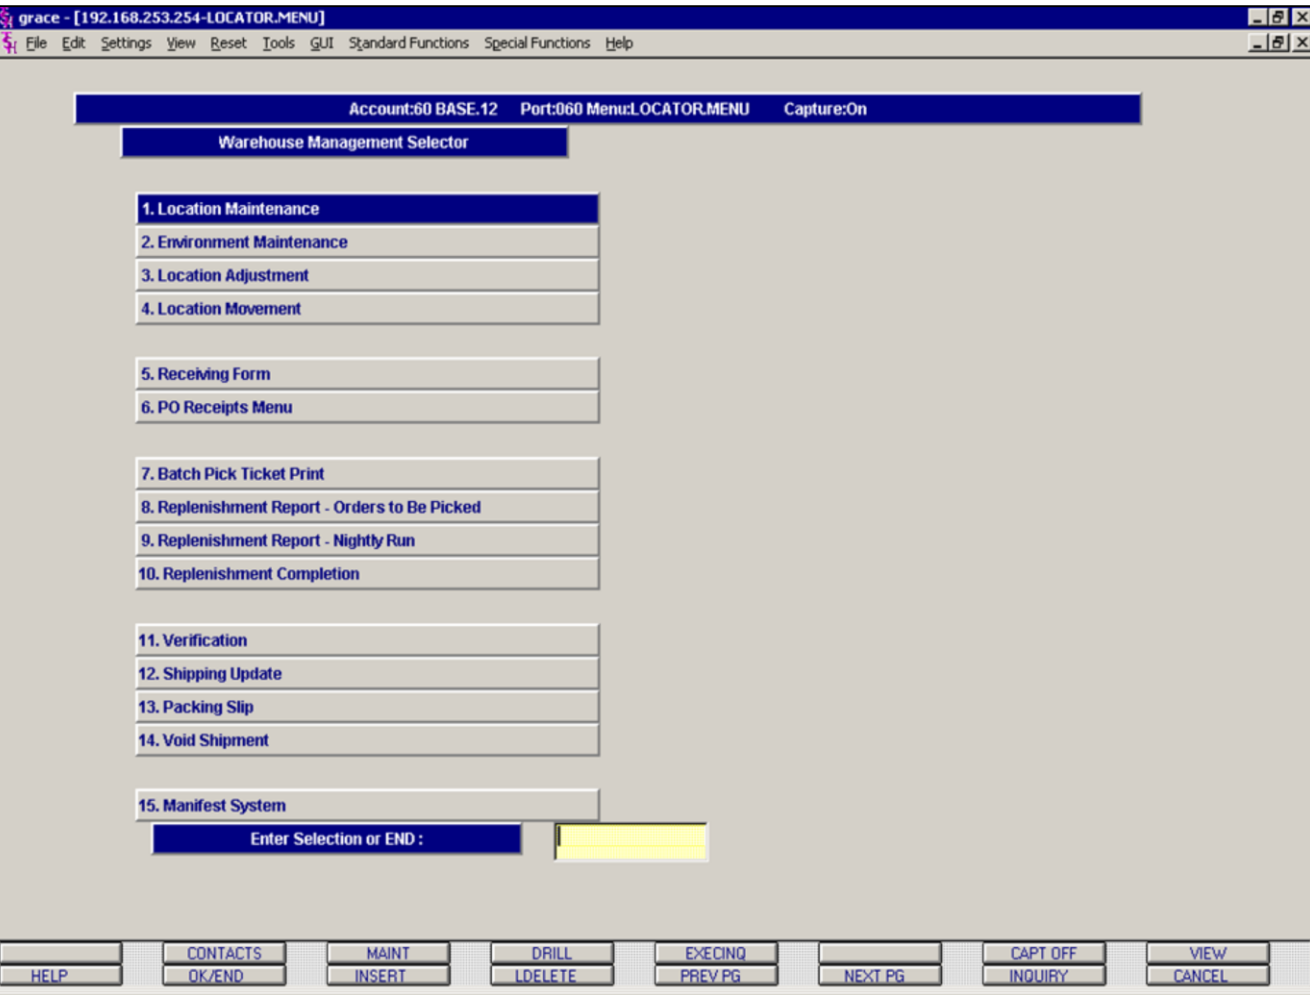 grace - [192.168.253.254-LOCATOR.MENU]
File Edit Settings View Reset Tools GUI Standard Functions Special Functions Help
Account:60 BASE.12 Port:060 Menu:LOCATOR.MENU Capture:On
Warehouse Management Selector
1. Location Maintenance
2. Environment Maintenance
3. Location Adjustment
4. Location Movement
5. Receiving Form
6. PO Receipts Menu
7. Batch Pick Ticket Print
8. Replenishment Report - Orders to Be Picked
9. Replenishment Report - Nightly Run
10. Replenishment Completion
11. Verification
12. Shipping Update
13. Packing Slip
14. Void Shipment
15. Manifest System
Enter Selection or END :
CONTACTS MAINT DRILL EXECINQ CAPT OFF VIEW
HELP OK/END INSERT LDELETE PREV PG NEXT PG INQUIRY CANCEL